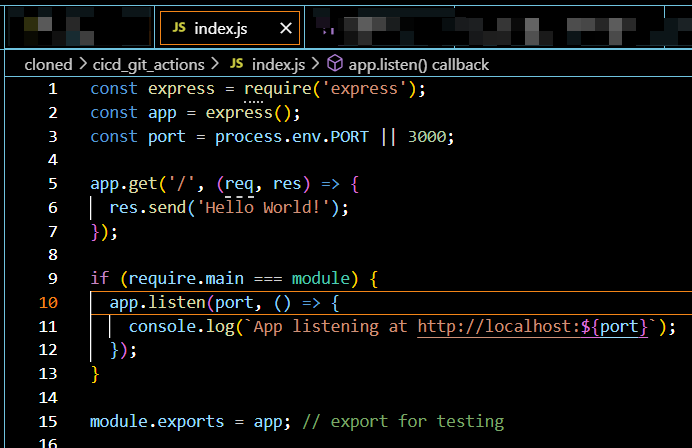 JS index.js ×
cloned > cicd_git_actions > JS index.js > app.listen() callback
1 const express = require('express');
2 const app = express();
3 const port = process.env.PORT || 3000;
4
5 app.get('/', (req, res) => {
6   res.send('Hello World!');
7 });
8
9 if (require.main === module) {
10   app.listen(port, () => {
11     console.log(`App listening at http://localhost:${port}`);
12   });
13 }
14
15 module.exports = app; // export for testing
16